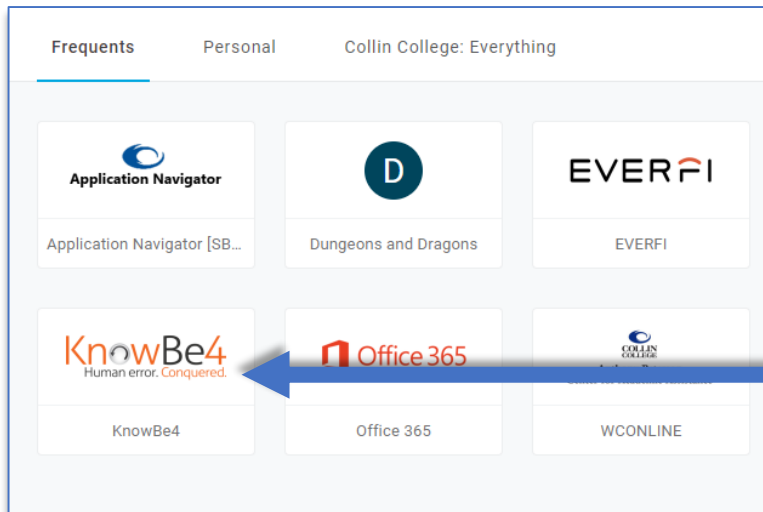 Frequents Personal Collin College: Everything
Application Navigator
D
EVERFI
Application Navigator [SB...
Dungeons and Dragons
EVERFI
KnowBe4
Human error. Conquered.
Office 365
COLLIN
COLLEGE
KnowBe4
Office 365
WCONLINE